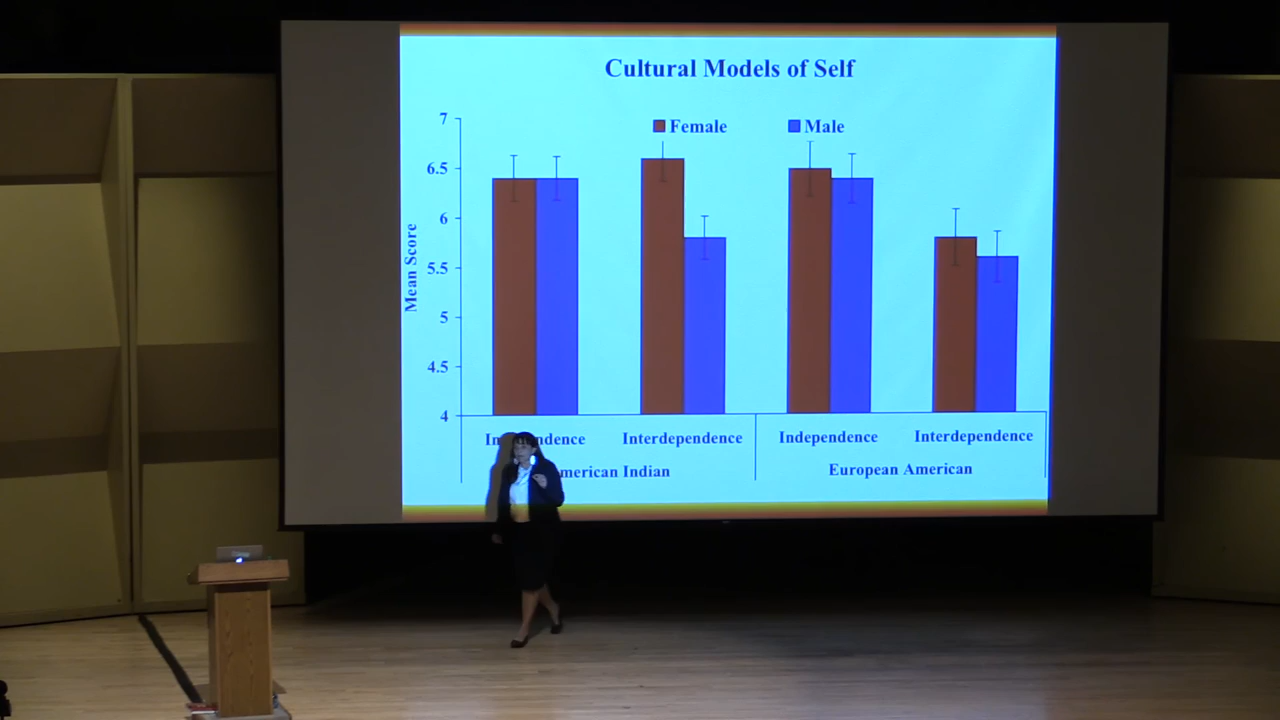 Cultural Models of Self
Female Male
7
6.5
6
5.5
5
4.5
4
Mean Score
Interdependence Independence Interdependence
Indian European American